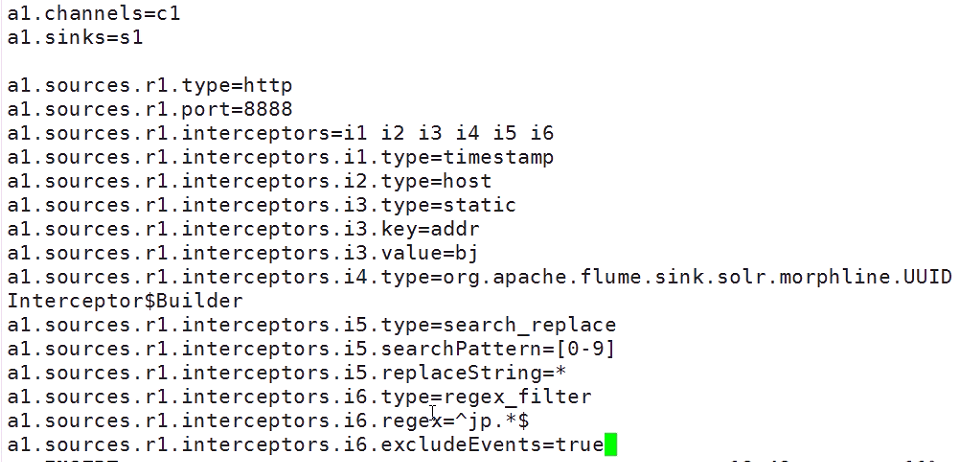 a1.channels=c1
a1.sinks=s1
a1.sources.r1.type=http
a1.sources.r1.port=8888
a1.sources.r1.interceptors=i1 i2 i3 i4 i5 i6
a1.sources.r1.interceptors.i1.type=timestamp
a1.sources.r1.interceptors.i2.type=host
a1.sources.r1.interceptors.i3.type=static
a1.sources.r1.interceptors.i3.key=addr
a1.sources.r1.interceptors.i3.value=bj
a1.sources.r1.interceptors.i4.type=org.apache.flume.sink.solr.morphline.UUID
Interceptor$Builder
a1.sources.r1.interceptors.i5.type=search_replace
a1.sources.r1.interceptors.i5.searchPattern=[0-9]
a1.sources.r1.interceptors.i5.replaceString=*
a1.sources.r1.interceptors.i6.type=regex_filter
a1.sources.r1.interceptors.i6.regex=^jp.*$
a1.sources.r1.interceptors.i6.excludeEvents=true